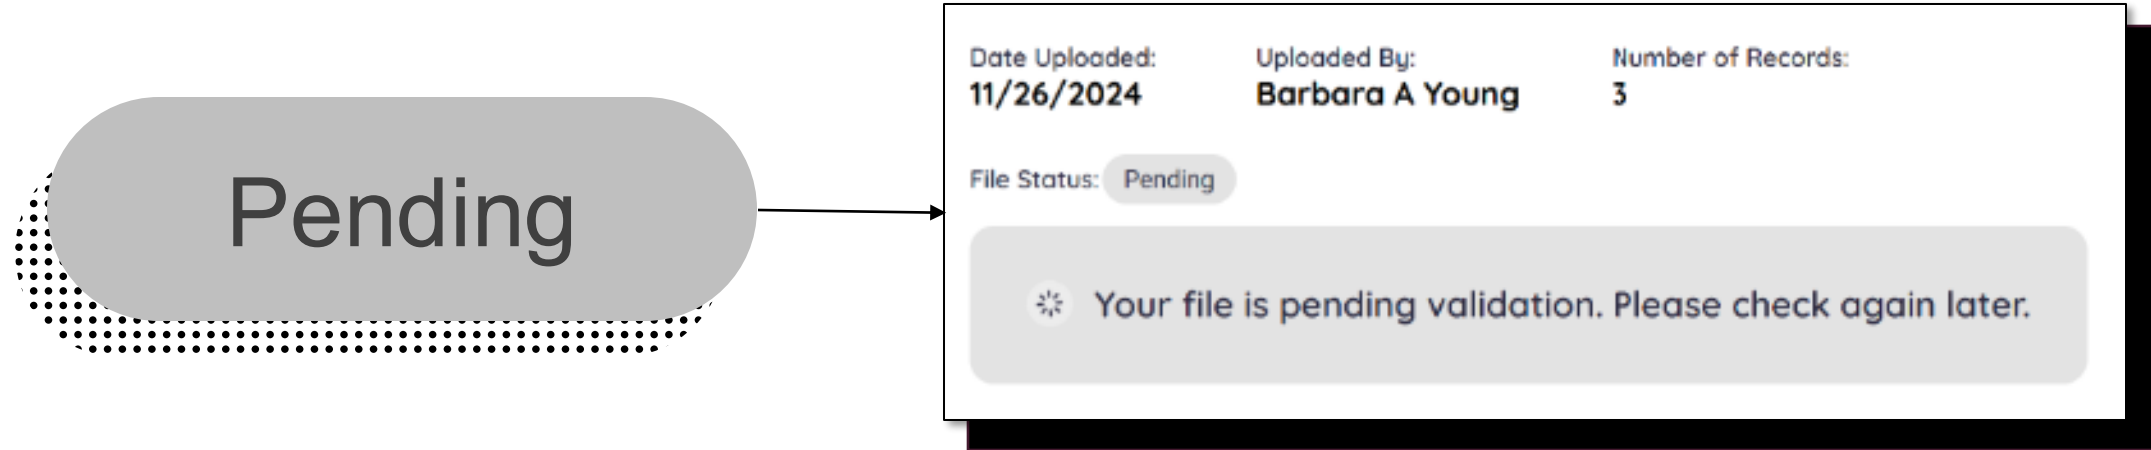 Pending
Date Uploaded: Uploaded By: Number of Records:
11/26/2024 Barbara A Young 3
File Status: Pending
Your file is pending validation. Please check again later.